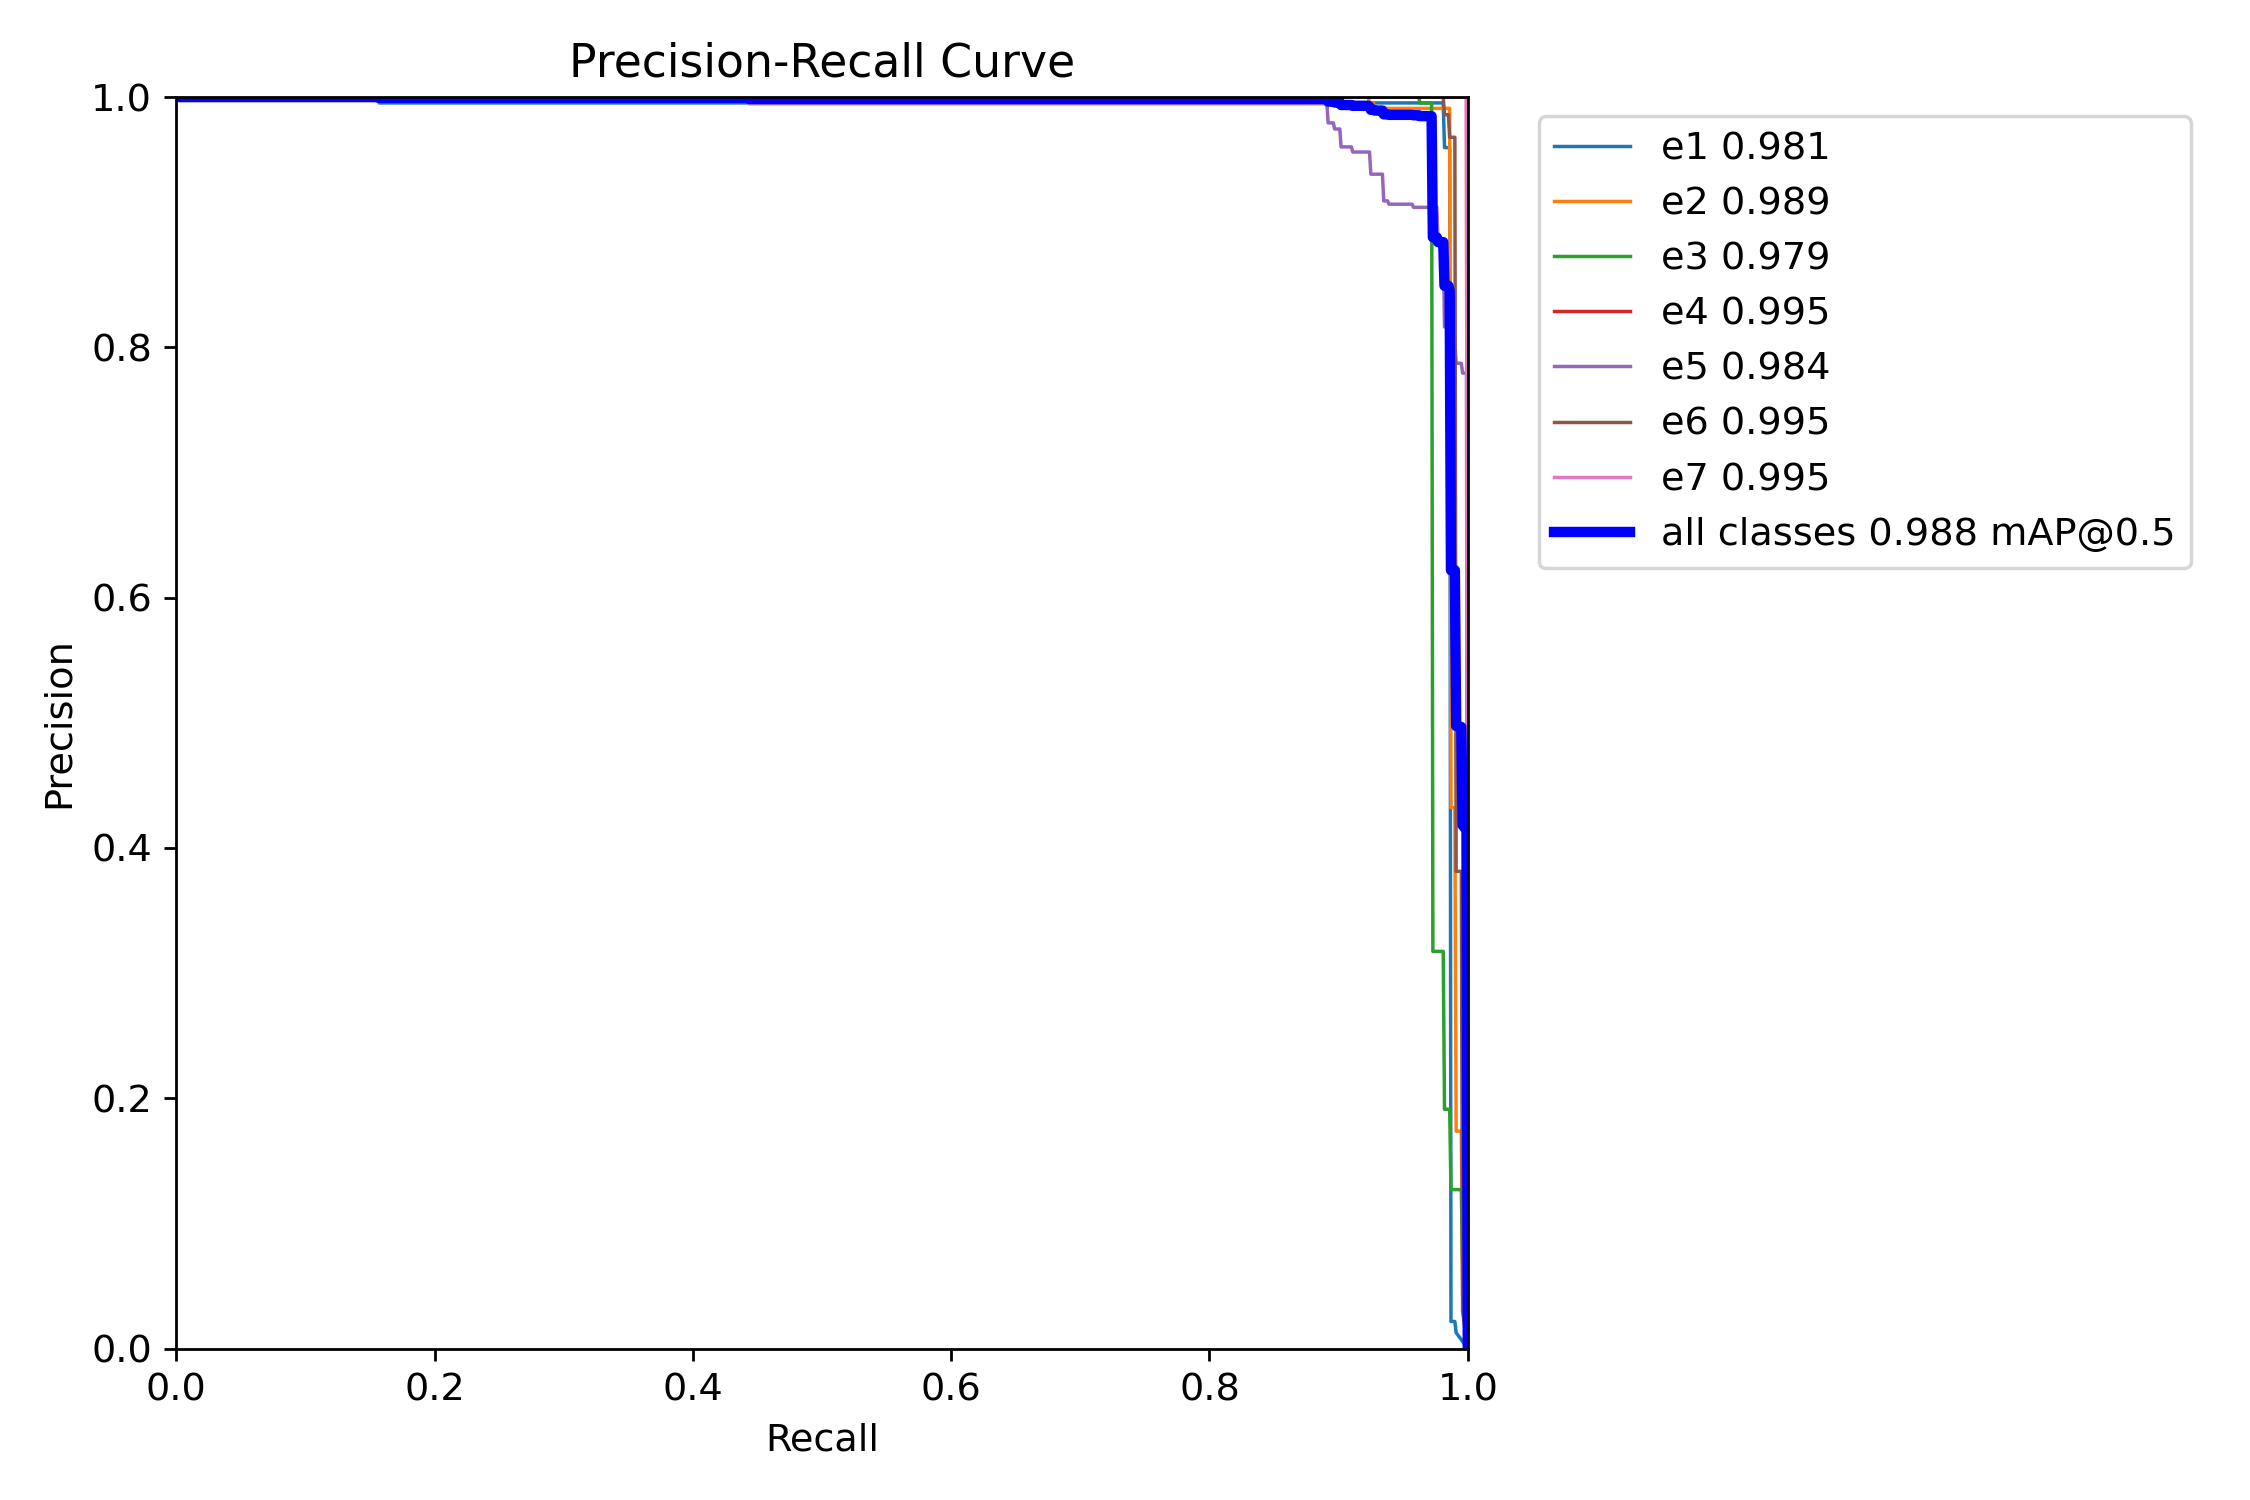 Precision-Recall Curve
1.0
0.8
0.6
0.4
0.2
0.0
Precision
0.0 0.2 0.4 0.6 0.8 1.0
Recall
e1 0.981
e2 0.989
e3 0.979
e4 0.995
e5 0.984
e6 0.995
e7 0.995
all classes 0.988 mAP@0.5